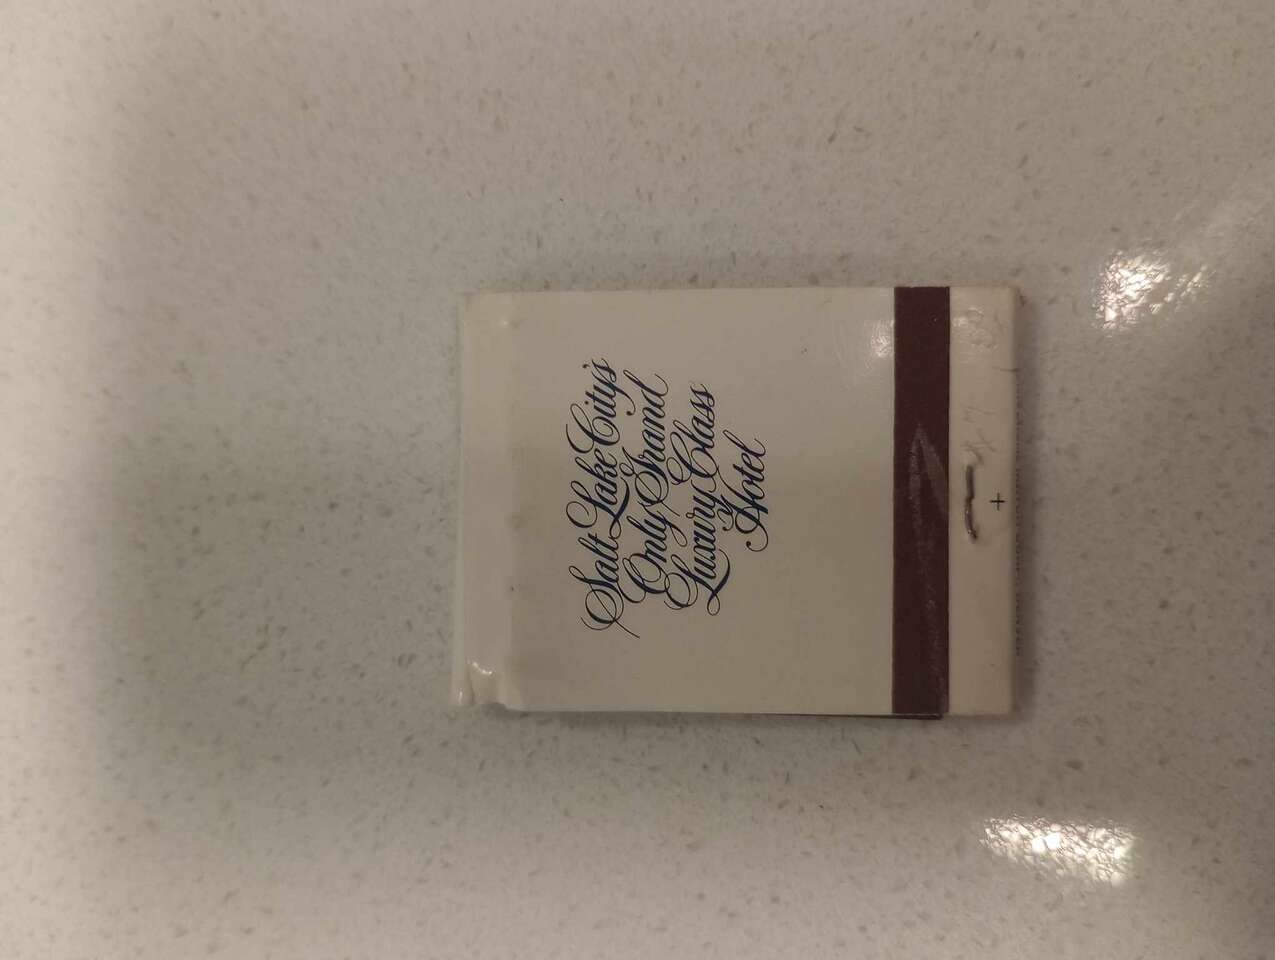 Salt Lake City's
Only Grand
Luxury Class
Hotel